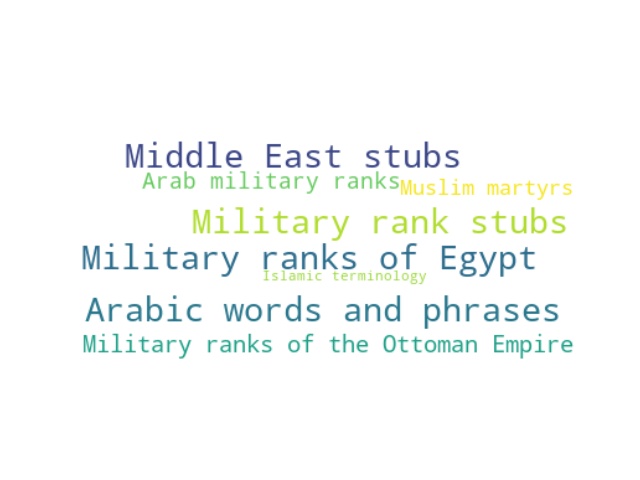 Middle East stubs
Arab military ranks
Muslim martyrs
Military rank stubs
Military ranks of Egypt
Islamic terminology
Arabic words and phrases
Military ranks of the Ottoman Empire